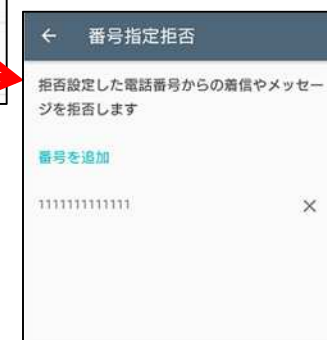 ← 番号指定拒否
拒否設定した電話番号からの着信やメッセー
ジを拒否します
番号を追加
1111111111111 ×